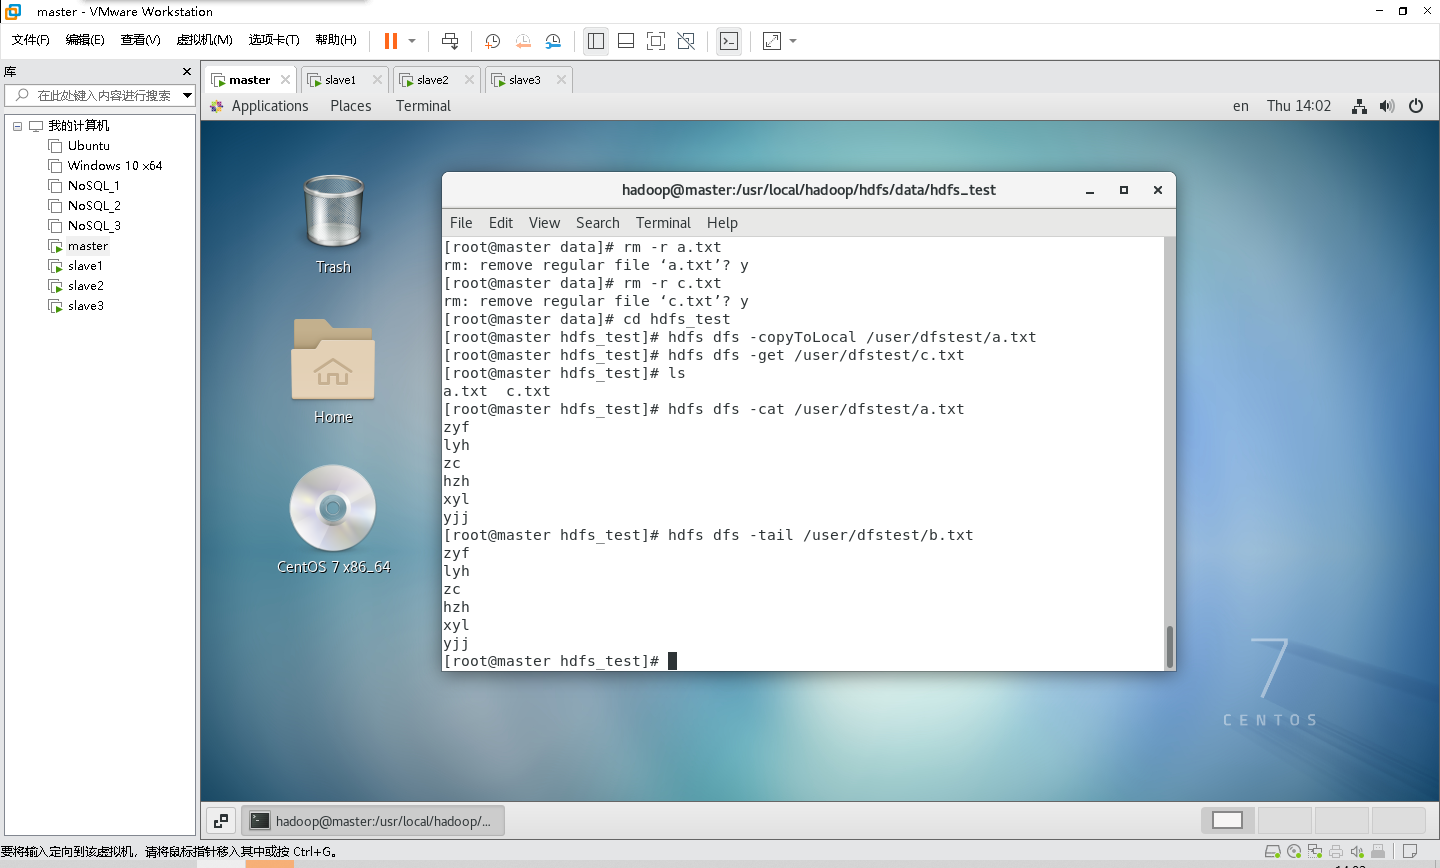 master - VMware Workstation
文件(F) 编辑(E) 查看(V) 虚拟机(M) 选项卡(T) 帮助(H)
库
在此处键入内容进行搜索
我的计算机
Ubuntu
Windows 10 x64
NoSQL_1
NoSQL_2
NoSQL_3
master
slave1
slave2
slave3
master slave1 slave2 slave3
Applications Places Terminal en Thu 14:02
Trash
Home
CentOS 7 x86_64
hadoop@master:/usr/local/hadoop/hdfs/data/hdfs_test
File Edit View Search Terminal Help
[root@master data]# rm -r a.txt
rm: remove regular file ‘a.txt’? y
[root@master data]# rm -r c.txt
rm: remove regular file ‘c.txt’? y
[root@master data]# cd hdfs_test
[root@master hdfs_test]# hdfs dfs -copyToLocal /user/dfstest/a.txt
[root@master hdfs_test]# hdfs dfs -get /user/dfstest/c.txt
[root@master hdfs_test]# ls
a.txt  c.txt
[root@master hdfs_test]# hdfs dfs -cat /user/dfstest/a.txt
zyf
lyh
zc
hzh
xyl
yjj
[root@master hdfs_test]# hdfs dfs -tail /user/dfstest/b.txt
zyf
lyh
zc
hzh
xyl
yjj
[root@master hdfs_test]#
7
CENTOS
hadoop@master:/usr/local/hadoop/...
要将输入定向到该虚拟机，请将鼠标指针移入其中或按 Ctrl+G。